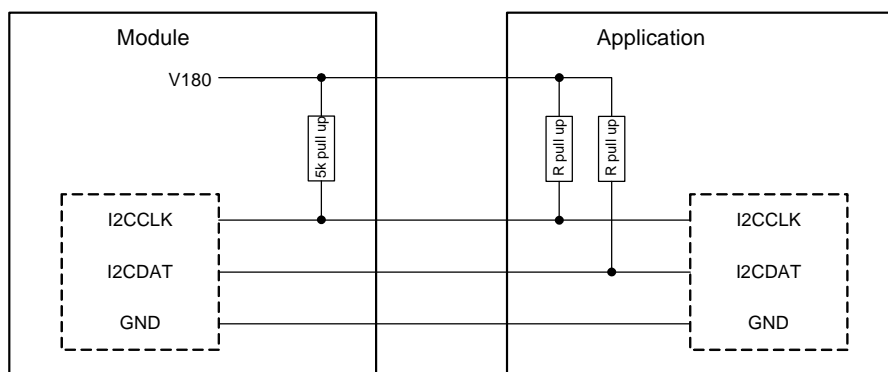 Module
Application
V180
5k pull up
R pull up
R pull up
I2CCLK
I2CCLK
I2CDAT
I2CDAT
GND
GND